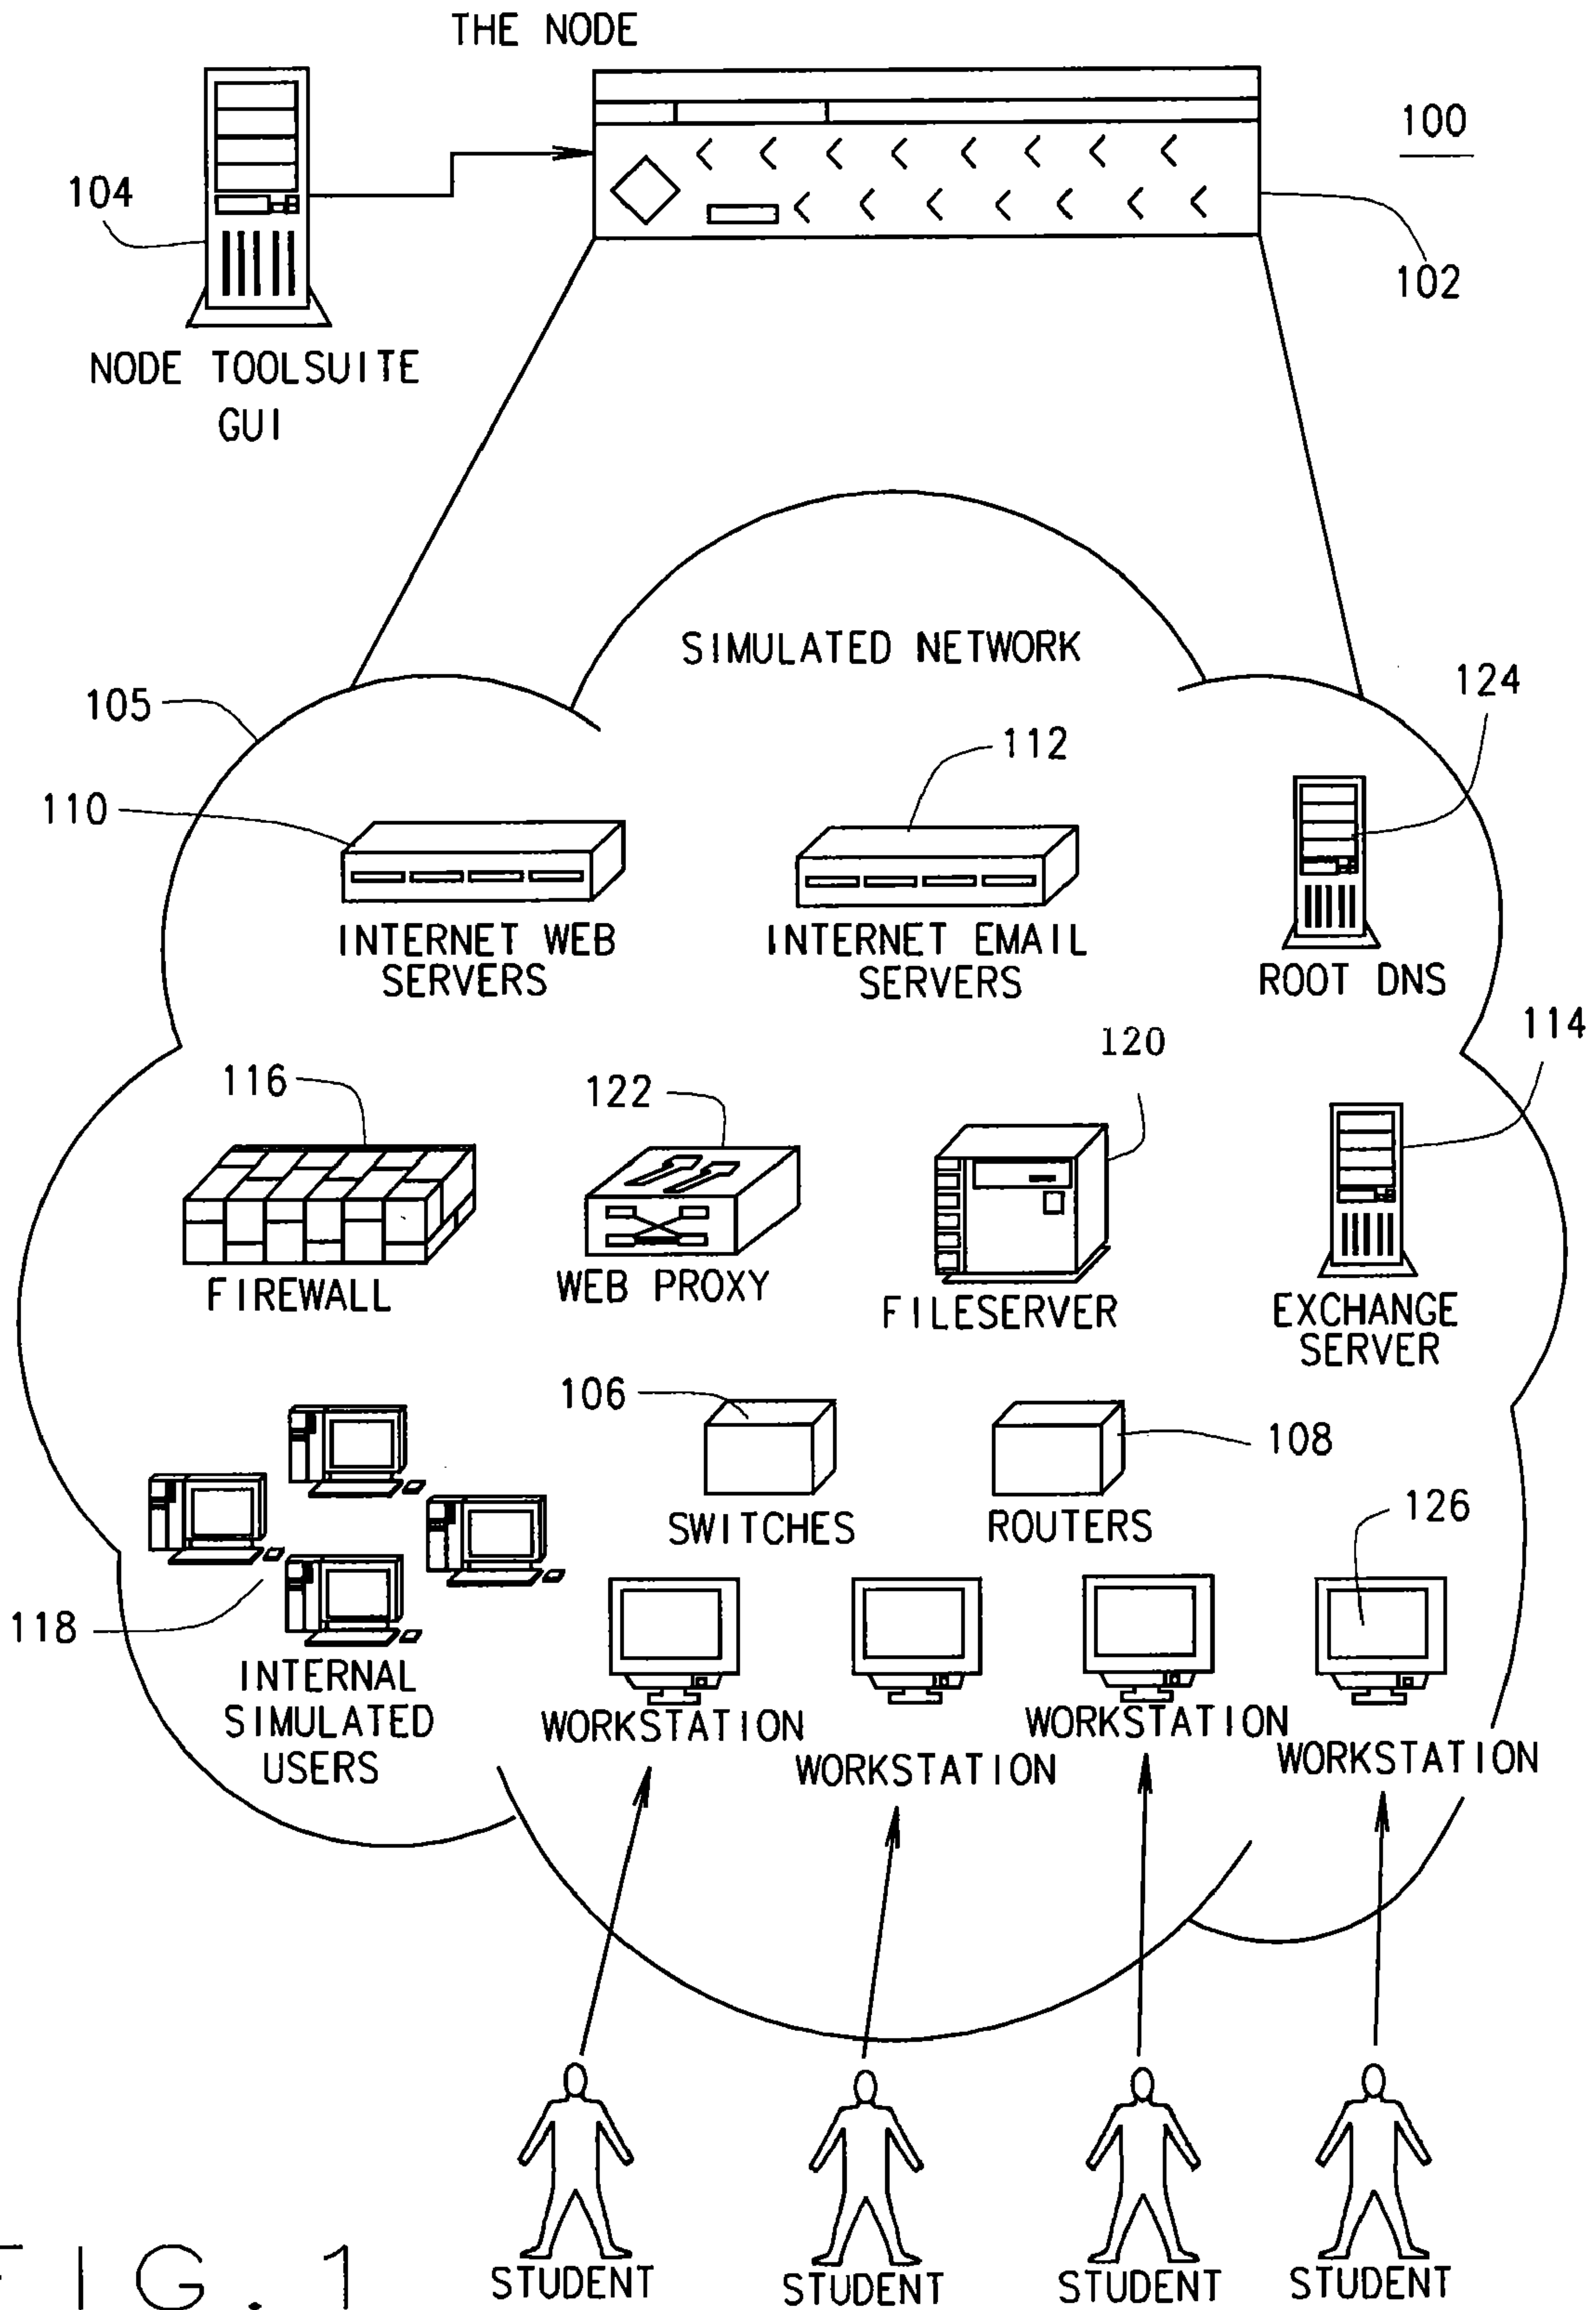 THE NODE
100
104
102
NODE TOOLSUITE
GUI
SIMULATED NETWORK
105
124
112
110
INTERNET WEB
SERVERS
INTERNET EMAIL
SERVERS
ROOT DNS
114
116
122
120
FIREWALL
WEB PROXY
FILESERVER
EXCHANGE
SERVER
106
108
SWITCHES
ROUTERS
126
118
INTERNAL
SIMULATED
USERS
WORKSTATION
WORKSTATION
WORKSTATION
WORKSTATION
STUDENT
STUDENT
STUDENT
STUDENT
FIG. 1